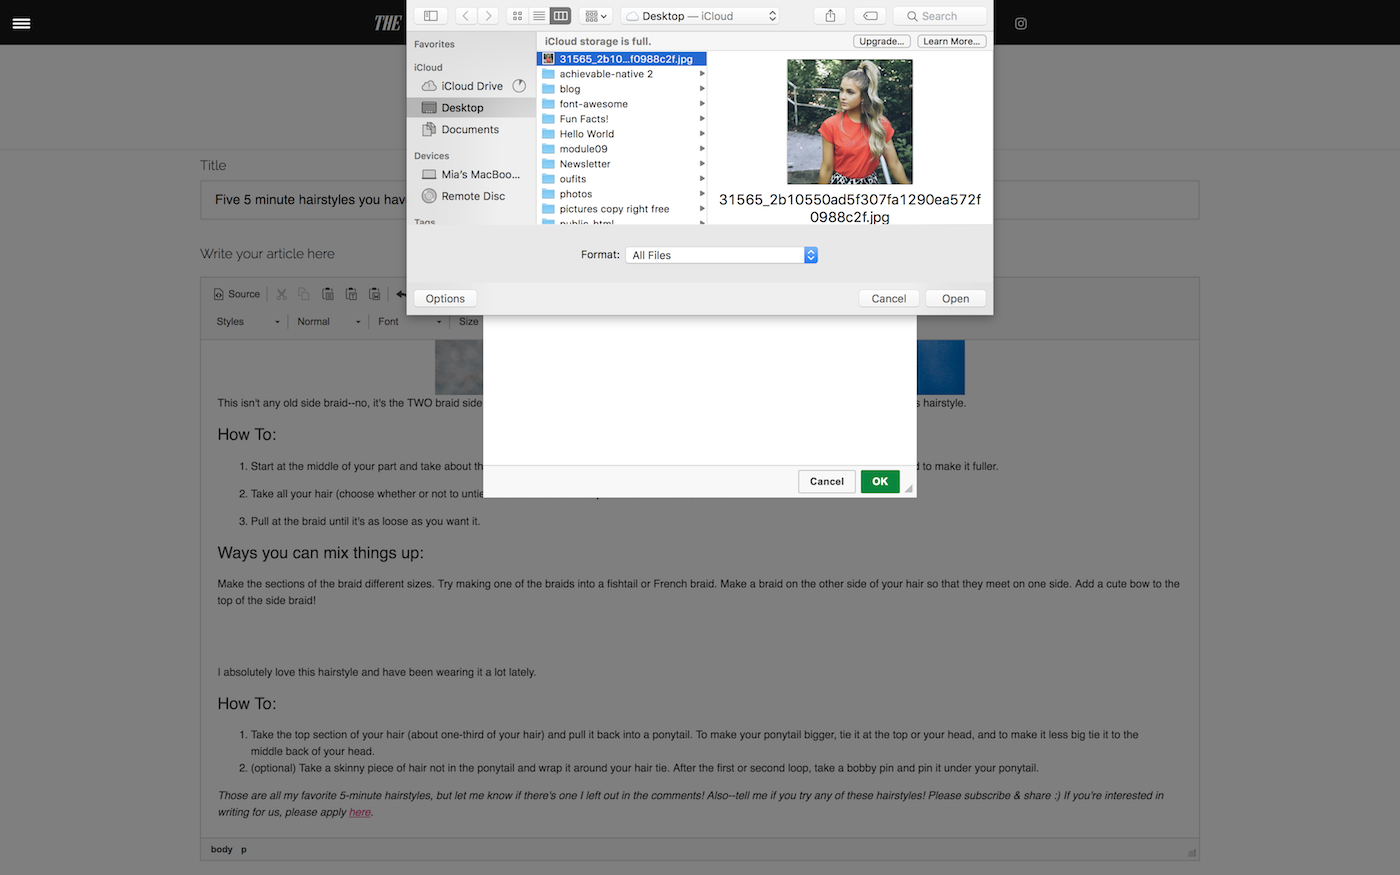 THE
Desktop — iCloud
Search
Favorites
iCloud
iCloud Drive
Desktop
Documents
Devices
Mia's MacBoo...
Remote Disc
Tags
iCloud storage is full.
Upgrade...
Learn More...
31565_2b10...f0988c2f.jpg
achievable-native 2
blog
font-awesome
Fun Facts!
Hello World
module09
Newsletter
oufits
photos
pictures copy right free
public_html
31565_2b10550ad5f307fa1290ea572f
0988c2f.jpg
Format: All Files
Options
Cancel
Open
Title
Five 5 minute hairstyles you hav
Write your article here
Source
Styles
Normal
Font
Size
This isn't any old side braid--no, it's the TWO braid side
s hairstyle.
How To:
1. Start at the middle of your part and take about th
d to make it fuller.
2. Take all your hair (choose whether or not to untie
3. Pull at the braid until it's as loose as you want it.
Cancel
OK
Ways you can mix things up:
Make the sections of the braid different sizes. Try making one of the braids into a fishtail or French braid. Make a braid on the other side of your hair so that they meet on one side. Add a cute bow to the
top of the side braid!
I absolutely love this hairstyle and have been wearing it a lot lately.
How To:
1. Take the top section of your hair (about one-third of your hair) and pull it back into a ponytail. To make your ponytail bigger, tie it at the top or your head, and to make it less big tie it to the
middle back of your head.
2. (optional) Take a skinny piece of hair not in the ponytail and wrap it around your hair tie. After the first or second loop, take a bobby pin and pin it under your ponytail.
Those are all my favorite 5-minute hairstyles, but let me know if there's one I left out in the comments! Also--tell me if you try any of these hairstyles! Please subscribe & share :) If you're interested in
writing for us, please apply here.
body p